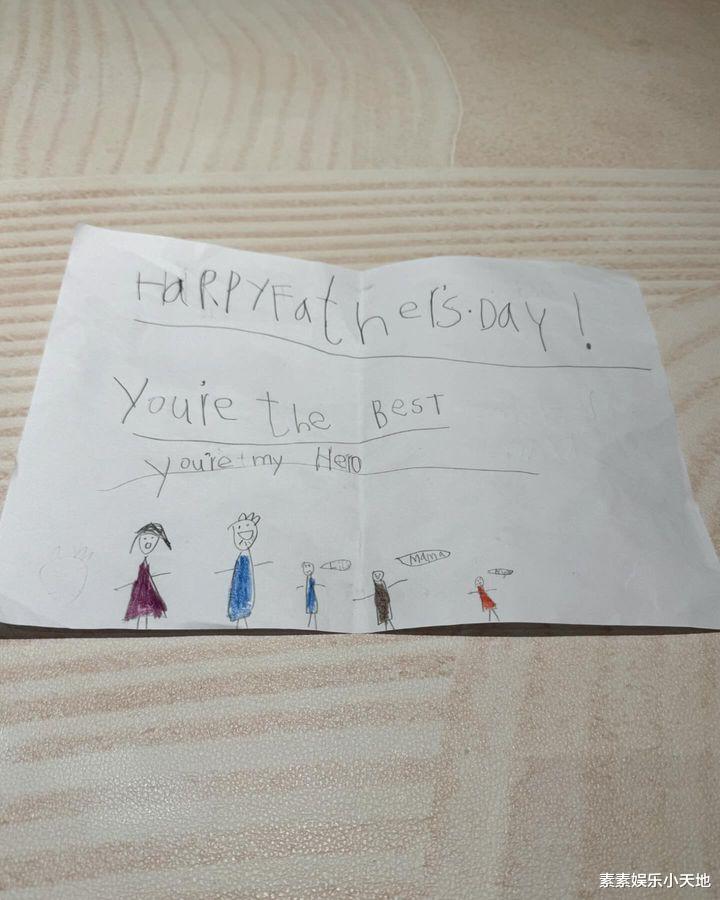 HaPPYFather's.Day!
You're the BEST
you're my Hero
MAMA
素素娱乐小天地